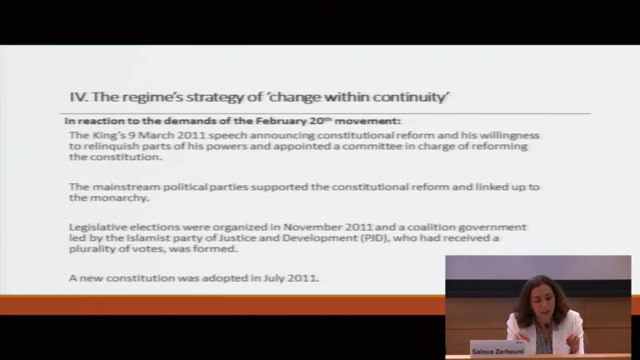 IV. The regime's strategy of 'change within continuity'
In reaction to the demands of the February 20th movement:
The King's 9 March 2011 speech announcing constitutional reform and his willingness
to relinquish parts of his powers and appointed a committee in charge of reforming
the constitution.
The mainstream political parties supported the constitutional reform and linked up to
the monarchy.
Legislative elections were organized in November 2011 and a coalition government
led by the Islamist party of Justice and Development (PJD), who had received a
plurality of votes, was formed.
A new constitution was adopted in July 2011.
Saloua Zerhouni